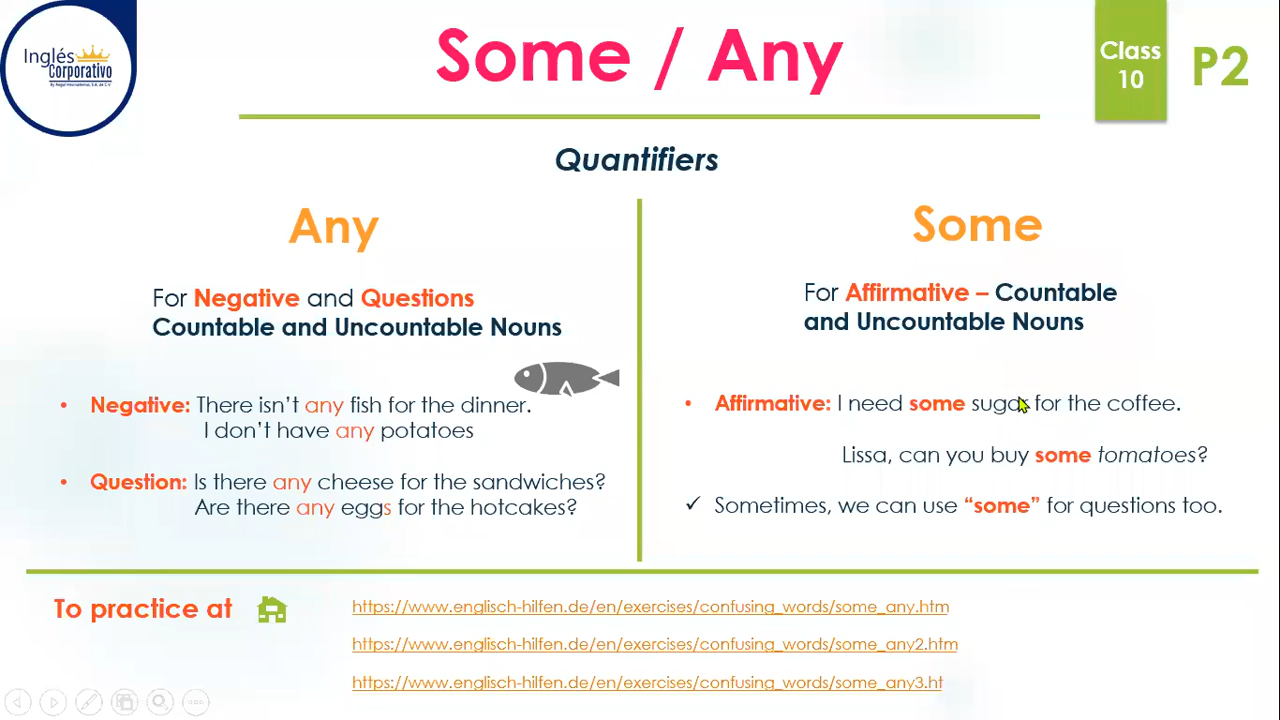 Inglés
Corporativo
Some / Any
Class
10
P2
Quantifiers
Any
For Negative and Questions
Countable and Uncountable Nouns
• Negative: There isn't any fish for the dinner.
I don't have any potatoes
• Question: Is there any cheese for the sandwiches?
Are there any eggs for the hotcakes?
Some
For Affirmative – Countable
and Uncountable Nouns
• Affirmative: I need some sugar for the coffee.
Lissa, can you buy some tomatoes?
✓ Sometimes, we can use “some” for questions too.
To practice at
https://www.englisch-hilfen.de/en/exercises/confusing_words/some_any.htm
https://www.englisch-hilfen.de/en/exercises/confusing_words/some_any2.htm
https://www.englisch-hilfen.de/en/exercises/confusing_words/some_any3.ht